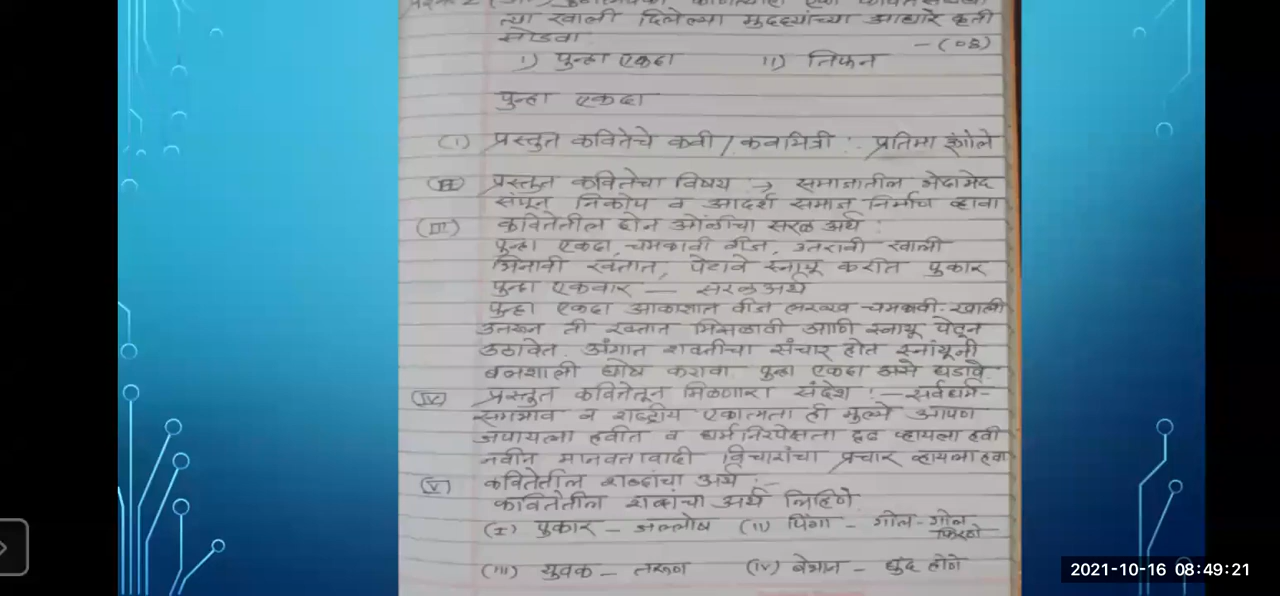 त्या खाली दिलेल्या मुद्द्यांच्या आधारे कृती
सोडवा - (08)
i) पुन्हा एकदा ii) तिफन
पुन्हा एकदा
(i) प्रस्तुत कवितेचे कवी / कवयित्री : प्रतिमा इंगोले
(ii) प्रस्तुत कवितेचा विषय → समाजातील भेदाभेद
संपून निकोप व आदर्श समाज निर्माण व्हावा
(iii) कवितेतील दोन ओळींचा सरळ अर्थ :
पुन्हा एकदा चमकावी वीज, उतरावी खाली
भिनावी रक्तात, पेटावे स्नायू करीत पुकार
पुन्हा एकवार — सरळ अर्थ
पुन्हा एकदा आकाशात वीज लख्ख चमकावी. खाली
उतरून ती रक्तात मिसळावी आणि स्नायू पेटून
उठावेत. अंगात शक्तीचा संचार होत स्नांयूनी
बलशाली घोष करावा. पुन्हा एकदा असे घडावे.
(iv) प्रस्तुत कवितेतून मिळणारा संदेश :- सर्वधर्म-
समभाव व राष्ट्रीय एकात्मता ही मुल्ये आपण
जपायला हवीत व धर्मनिरपेक्षता दृढ व्हायला हवी
नवीन मानवतावादी विचारांचा प्रचार व्हायला हवा
(v) कवितेतील शब्दांचा अर्थ :-
कवितेतील शब्दांचा अर्थ लिहिणे.
(i) पुकार - जल्लोष (ii) पिंगा - गोल-गोल
फिरणे
(iii) युवक - तरुण (iv) बेभान - धुंद होणे
2021-10-16 08:49:21